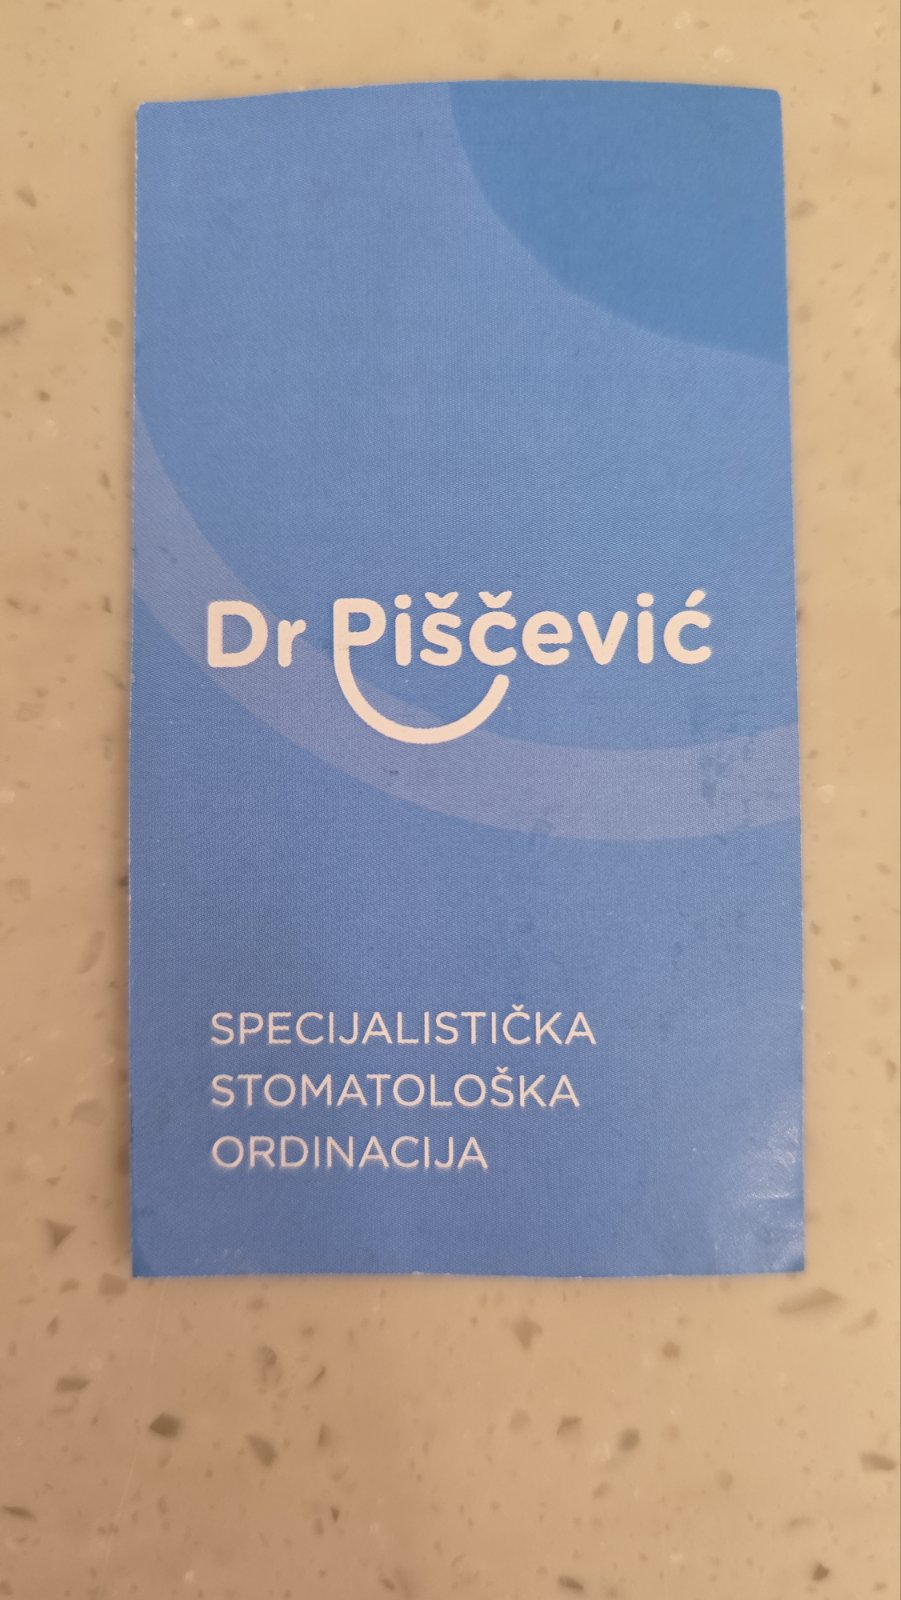 Dr Piščević
SPECIJALISTIČKA
STOMATOLOŠKA
ORDINACIJA